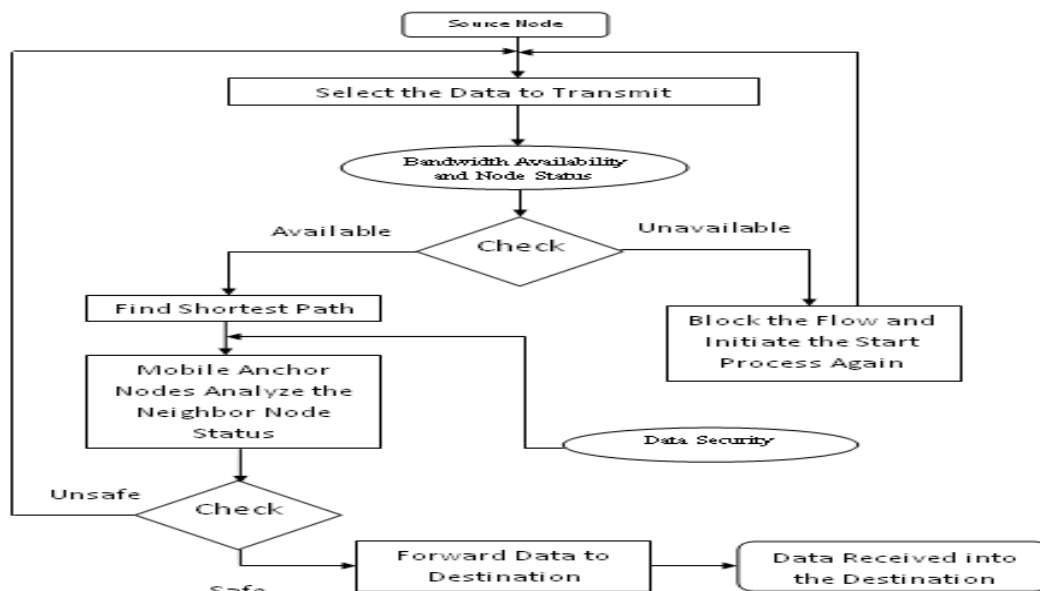 Source Node
Select the Data to Transmit
Bandwidth Availability
and Node Status
Available
Check
Unavailable
Find Shortest Path
Block the Flow and
Initiate the Start
Process Again
Mobile Anchor
Nodes Analyze the
Neighbor Node
Status
Data Security
Unsafe
Check
Safe
Forward Data to
Destination
Data Received into
the Destination